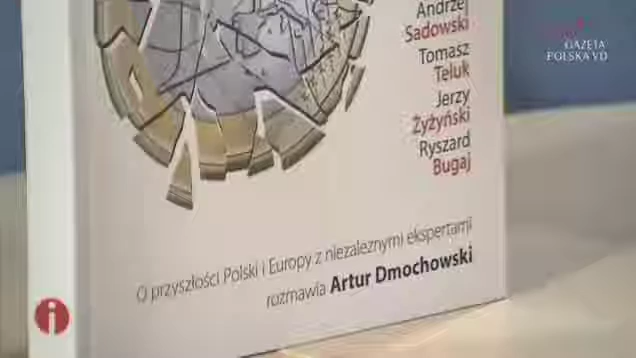 Andrzej
Sadowski
Tomasz
Teluk
Jerzy
Żyżyński
Ryszard
Bugaj
O przyszłości Polski i Europy z niezależnymi ekspertami
rozmawia Artur Dmochowski
i
GAZETA
POLSKA VD